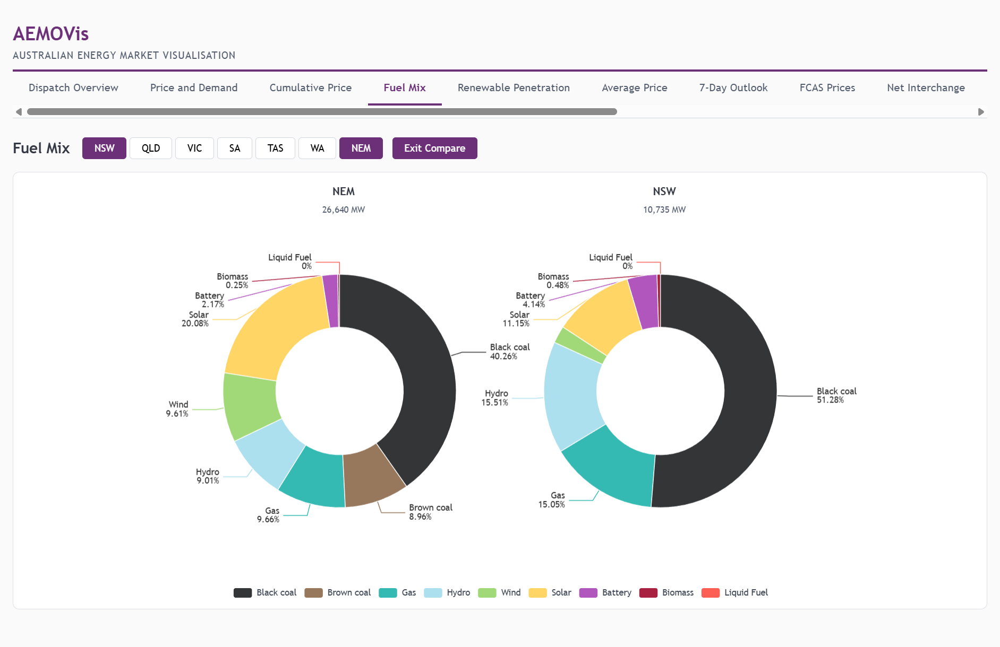 AEMOVis
AUSTRALIAN ENERGY MARKET VISUALISATION
Dispatch Overview
Price and Demand
Cumulative Price
Fuel Mix
Renewable Penetration
Average Price
7-Day Outlook
FCAS Prices
Net Interchange
Fuel Mix
NSW
QLD
VIC
SA
TAS
WA
NEM
Exit Compare
NEM
26,640 MW
Liquid Fuel
0%
Biomass
0.25%
Battery
2.17%
Solar
20.08%
Black coal
40.26%
Wind
9.61%
Hydro
9.01%
Gas
9.66%
Brown coal
8.96%
NSW
10,735 MW
Liquid Fuel
0%
Biomass
0.48%
Battery
4.14%
Solar
11.15%
Hydro
15.51%
Black coal
51.28%
Gas
15.05%
Black coal
Brown coal
Gas
Hydro
Wind
Solar
Battery
Biomass
Liquid Fuel